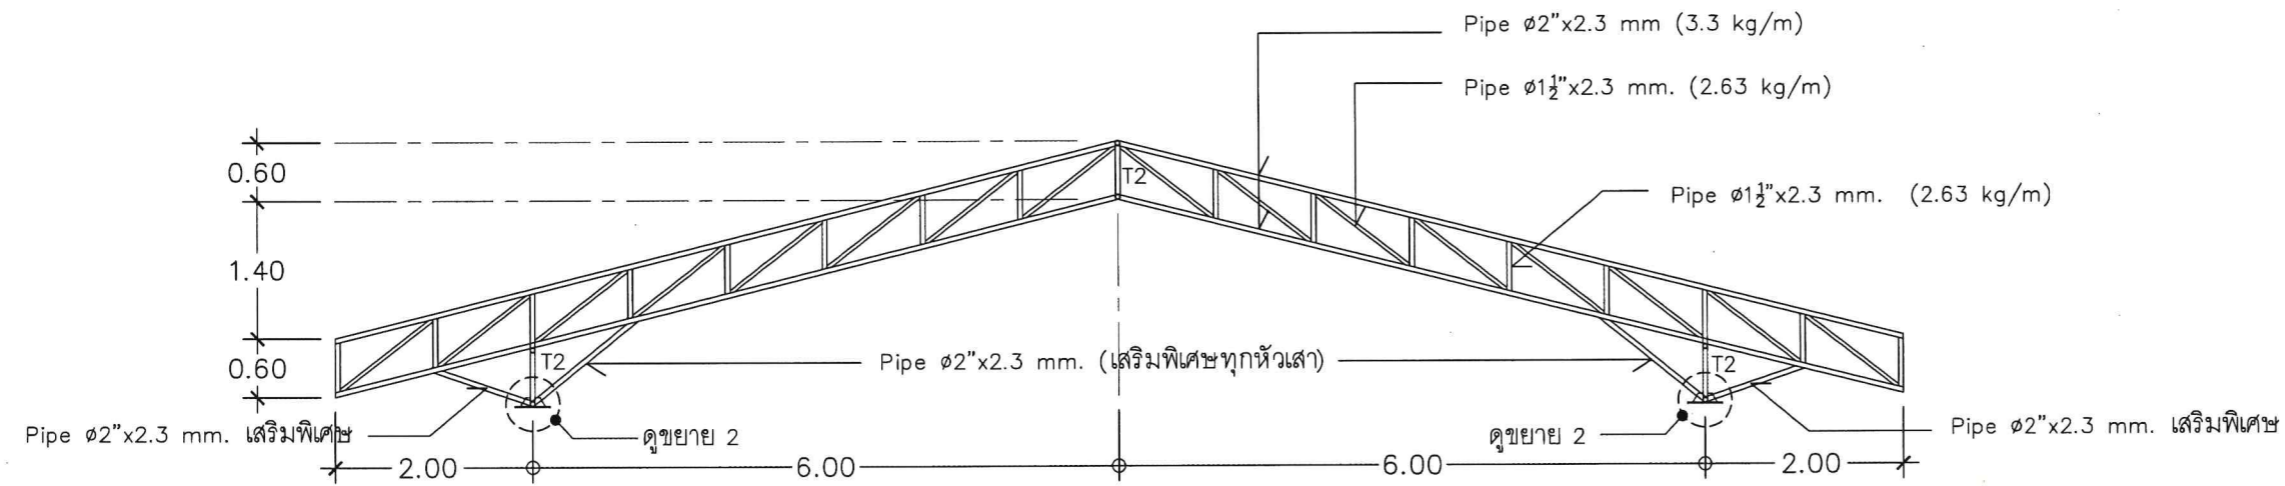 Pipe ø2"x2.3 mm (3.3 kg/m)
Pipe ø1½"x2.3 mm. (2.63 kg/m)
0.60
T2
Pipe ø1½"x2.3 mm. (2.63 kg/m)
1.40
0.60
T2
Pipe ø2"x2.3 mm. (เสริมพิเศษทุกหัวเสา)
T2
Pipe ø2"x2.3 mm. เสริมพิเศษ
ดูขยาย 2
ดูขยาย 2
Pipe ø2"x2.3 mm. เสริมพิเศษ
2.00
6.00
6.00
2.00